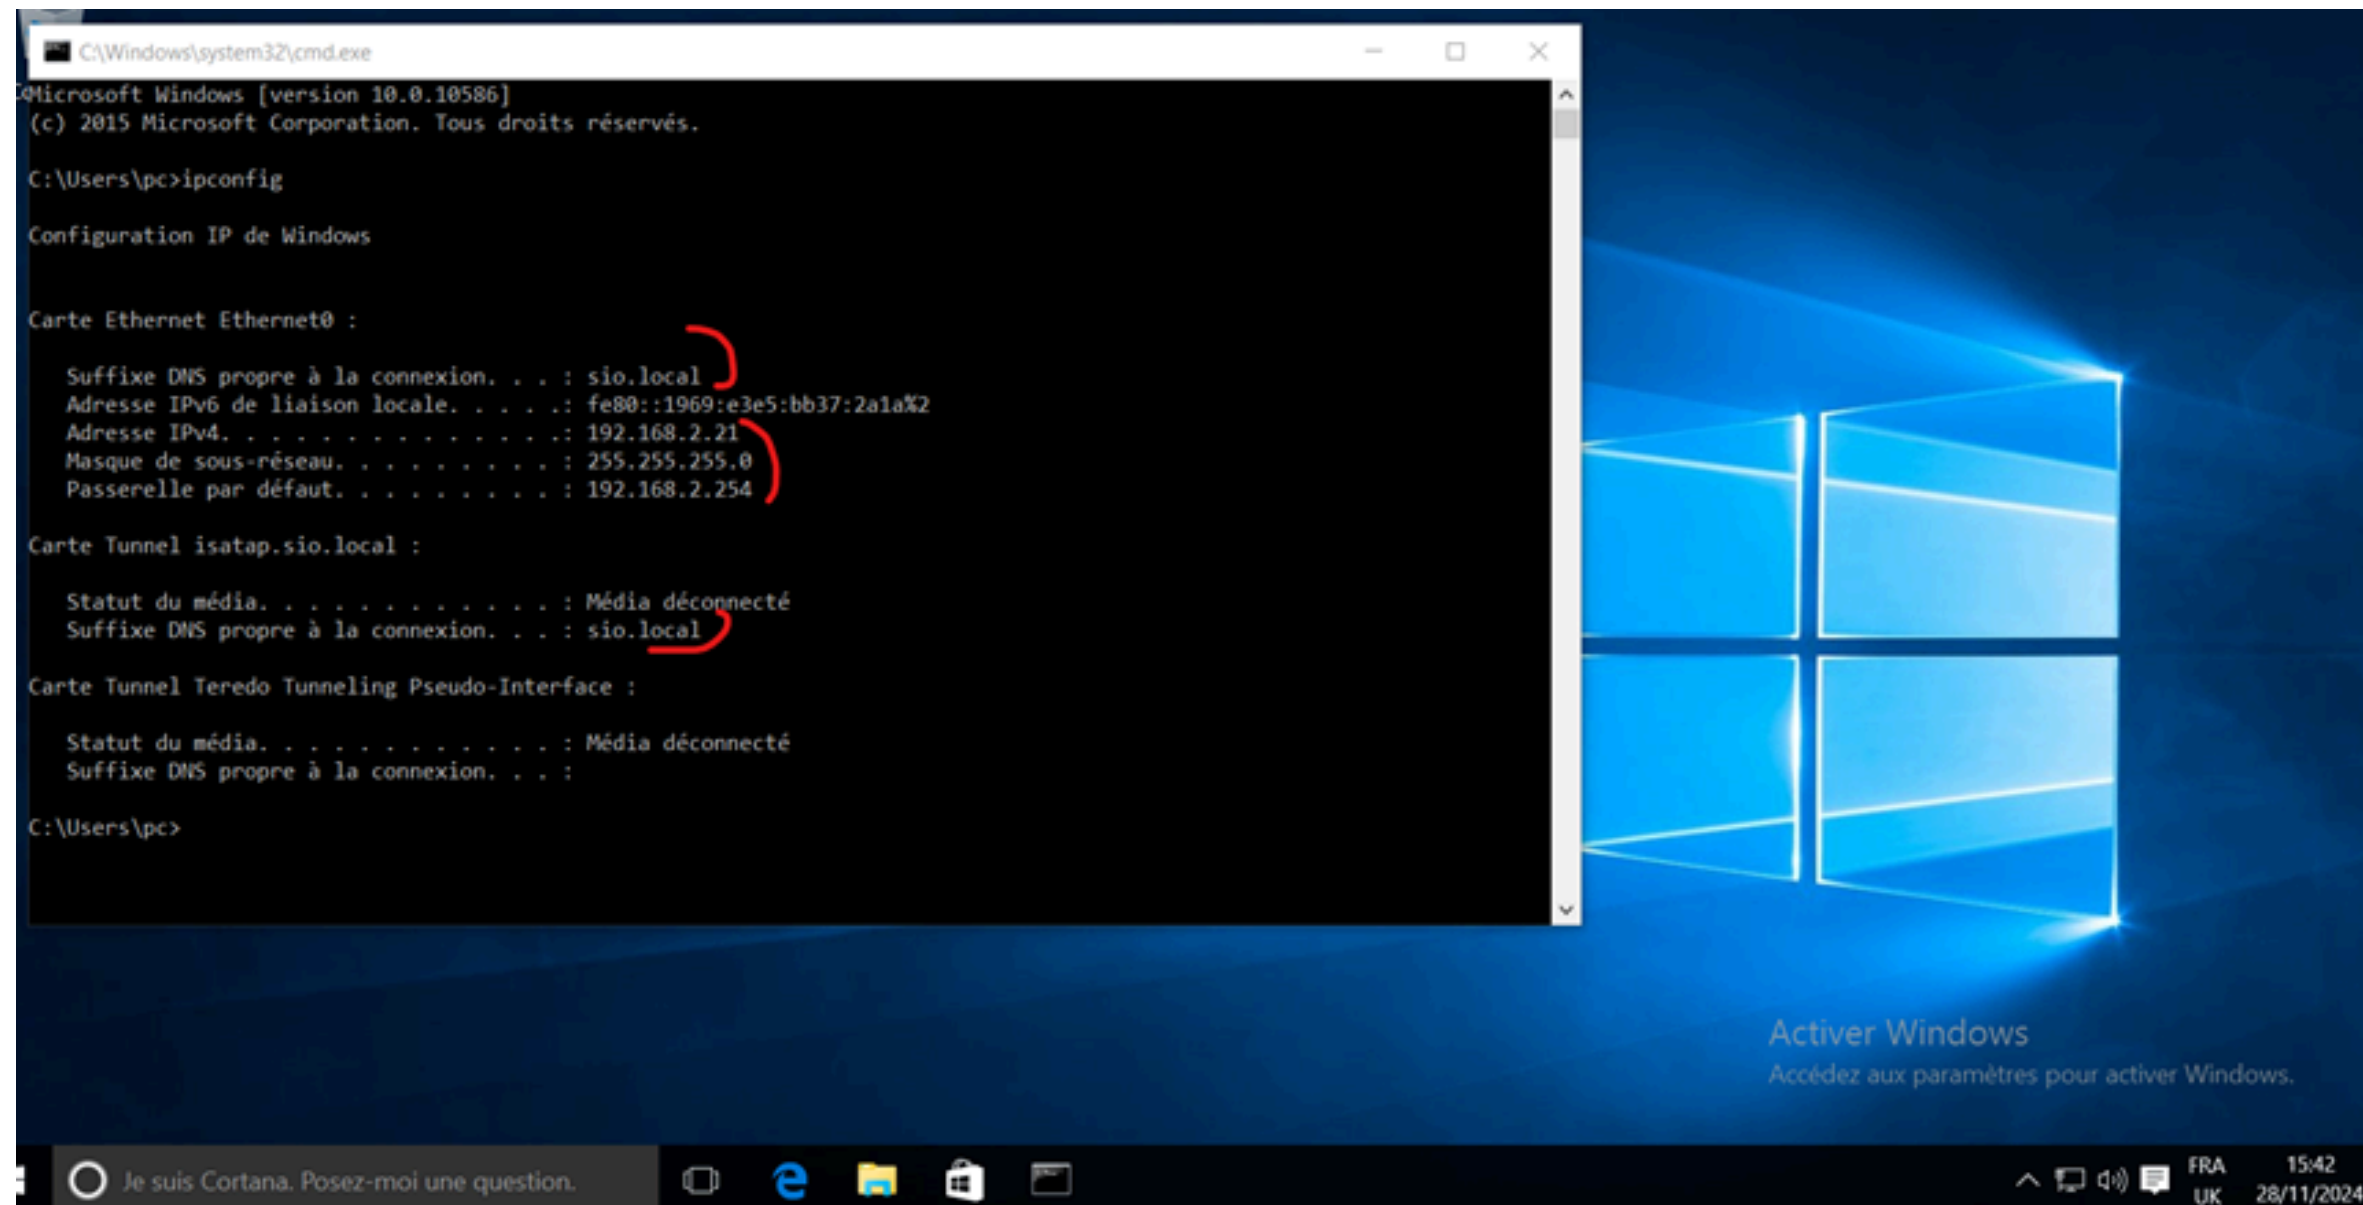 C:\Windows\system32\cmd.exe
Microsoft Windows [version 10.0.10586]
(c) 2015 Microsoft Corporation. Tous droits réservés.
C:\Users\pc>ipconfig
Configuration IP de Windows
Carte Ethernet Ethernet0 :
Suffixe DNS propre à la connexion. . . : sio.local
Adresse IPv6 de liaison locale. . . . .: fe80::1969:e3e5:bb37:2a1a%2
Adresse IPv4. . . . . . . . . . . . . .: 192.168.2.21
Masque de sous-réseau. . . . . . . . . : 255.255.255.0
Passerelle par défaut. . . . . . . . . : 192.168.2.254
Carte Tunnel isatap.sio.local :
Statut du média. . . . . . . . . . . . : Média déconnecté
Suffixe DNS propre à la connexion. . . : sio.local
Carte Tunnel Teredo Tunneling Pseudo-Interface :
Statut du média. . . . . . . . . . . . : Média déconnecté
Suffixe DNS propre à la connexion. . . :
C:\Users\pc>
Activer Windows
Accédez aux paramètres pour activer Windows.
Je suis Cortana. Posez-moi une question.
FRA
UK
15:42
28/11/2024